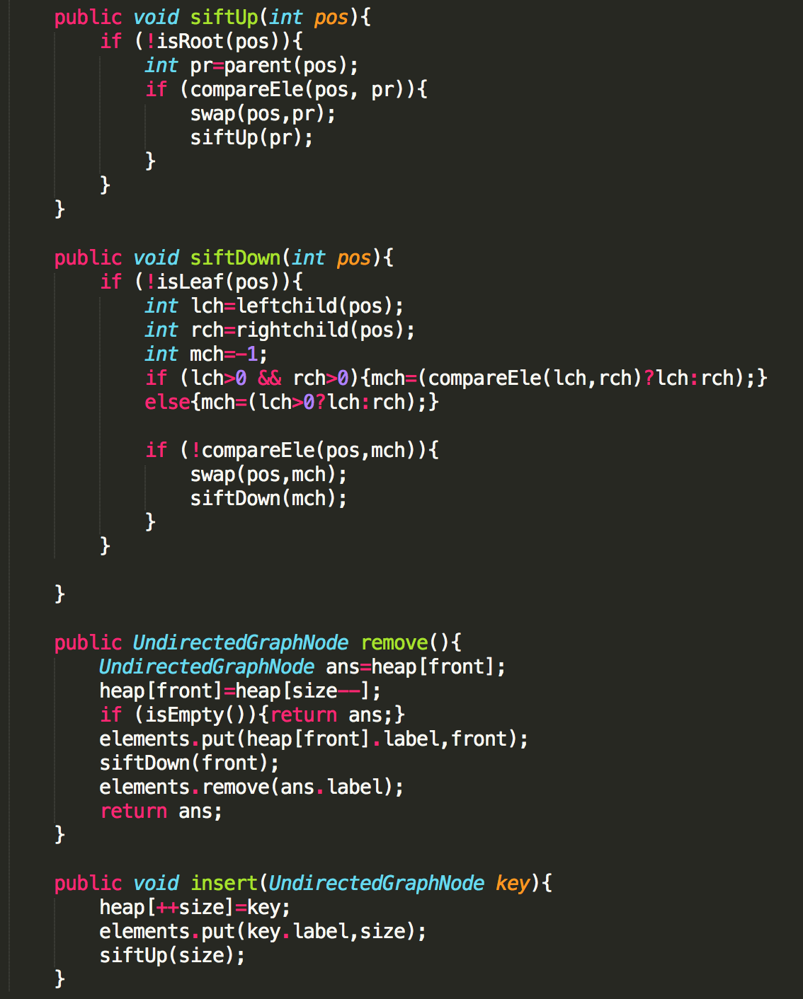 public void siftUp(int pos){
if (!isRoot(pos)){
int pr=parent(pos);
if (compareEle(pos, pr)){
swap(pos,pr);
siftUp(pr);
}
}
}
public void siftDown(int pos){
if (!isLeaf(pos)){
int lch=leftchild(pos);
int rch=rightchild(pos);
int mch=-1;
if (lch>0 && rch>0){mch=(compareEle(lch,rch)?lch:rch);}
else{mch=(lch>0?lch:rch);}
if (!compareEle(pos,mch)){
swap(pos,mch);
siftDown(mch);
}
}
}
public UndirectedGraphNode remove(){
UndirectedGraphNode ans=heap[front];
heap[front]=heap[size--];
if (isEmpty()){return ans;}
elements.put(heap[front].label,front);
siftDown(front);
elements.remove(ans.label);
return ans;
}
public void insert(UndirectedGraphNode key){
heap[++size]=key;
elements.put(key.label,size);
siftUp(size);
}